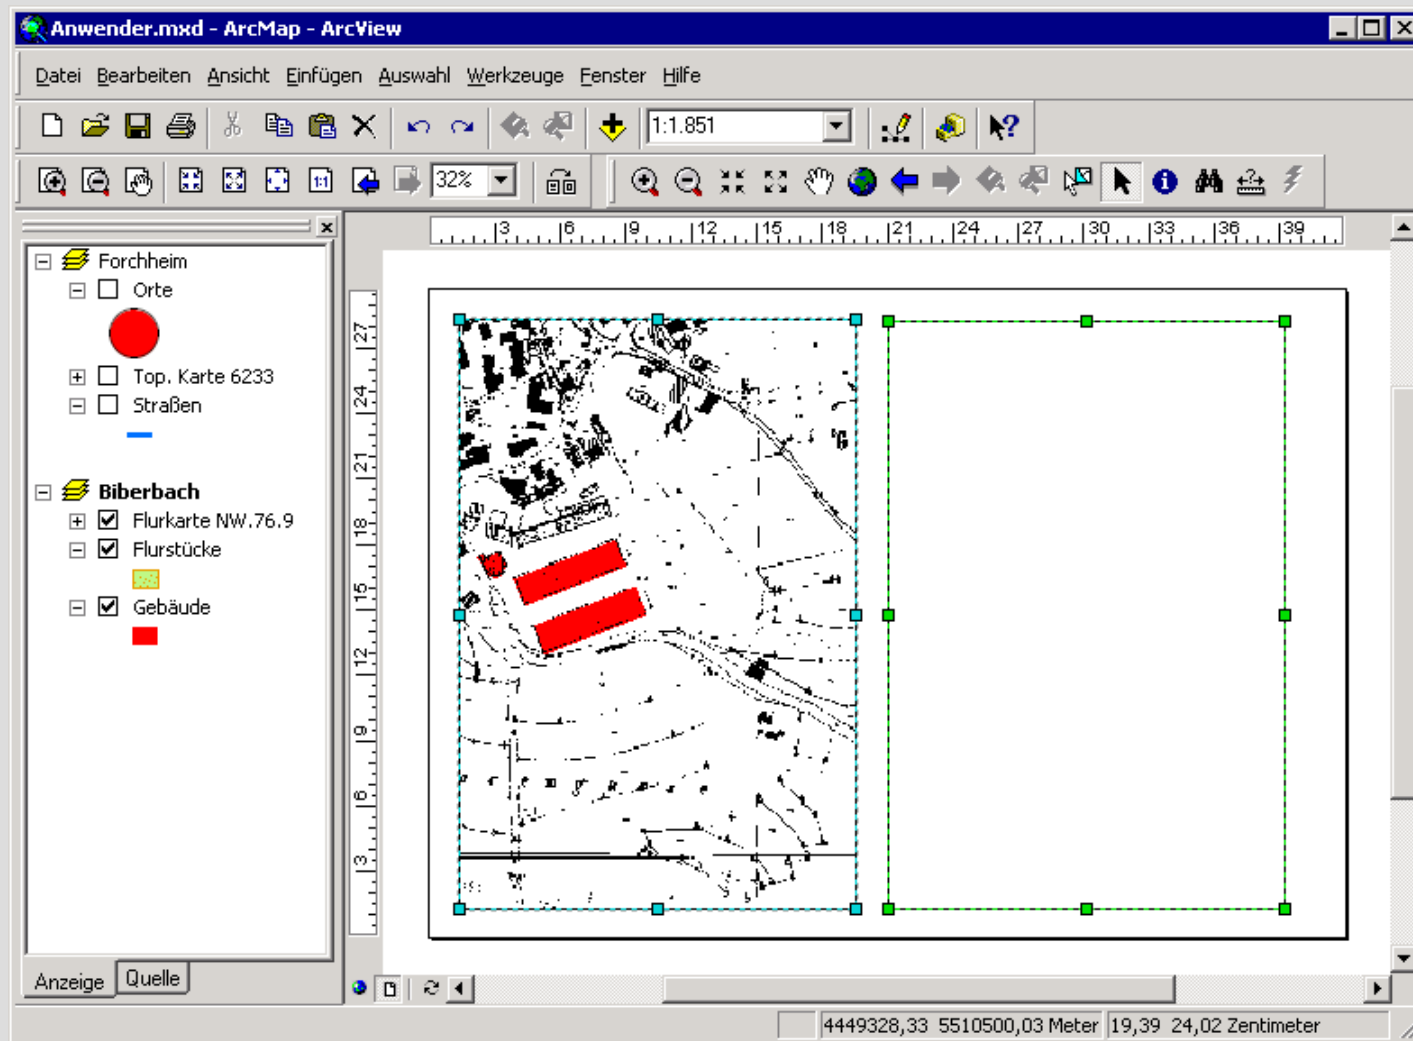 Anwender.mxd - ArcMap - ArcView
Datei Bearbeiten Ansicht Einfügen Auswahl Werkzeuge Fenster Hilfe
1:1.851
1:1 32%
3 6 9 12 15 18 21 24 27 30 33 36 39
Forchheim
Orte
Top. Karte 6233
Straßen
Biberbach
Flurkarte NW.76.9
Flurstücke
Gebäude
27
24
21
18
15
12
9
6
3
Anzeige Quelle
4449328,33 5510500,03 Meter 19,39 24,02 Zentimeter